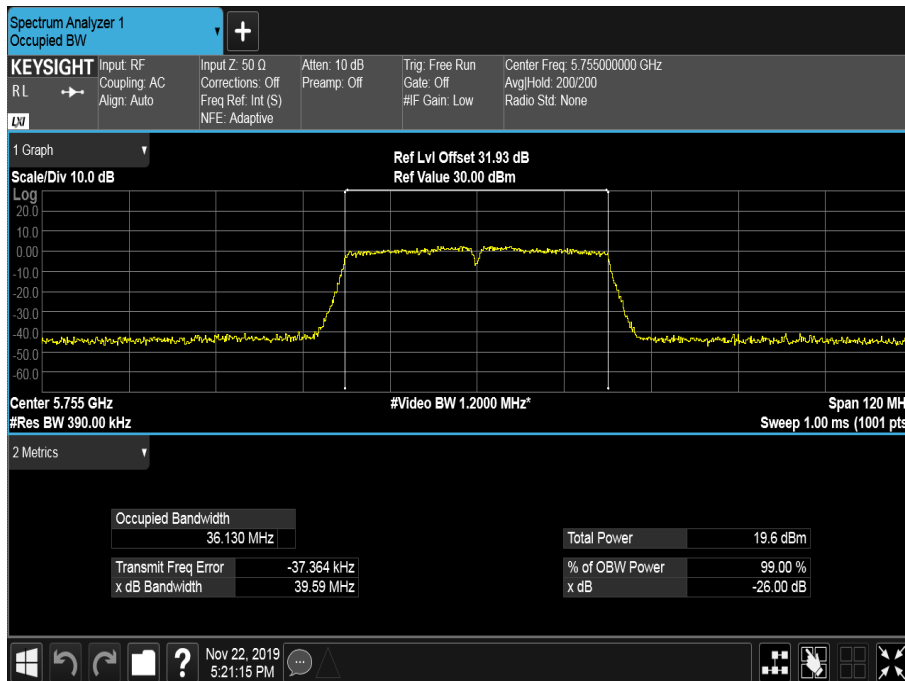 Spectrum Analyzer 1
Occupied BW
+
KEYSIGHT
RL
LXI
Input: RF
Coupling: AC
Align: Auto
Input Z: 50 Ω
Corrections: Off
Freq Ref: Int (S)
NFE: Adaptive
Atten: 10 dB
Preamp: Off
Trig: Free Run
Gate: Off
#IF Gain: Low
Center Freq: 5.755000000 GHz
Avg|Hold: 200/200
Radio Std: None
1 Graph
Scale/Div 10.0 dB
Ref Lvl Offset 31.93 dB
Ref Value 30.00 dBm
Log
20.0
10.0
0.00
-10.0
-20.0
-30.0
-40.0
-50.0
-60.0
Center 5.755 GHz
#Video BW 1.2000 MHz*
Span 120 MH
#Res BW 390.00 kHz
Sweep 1.00 ms (1001 pts
2 Metrics
Occupied Bandwidth
36.130 MHz
Total Power 19.6 dBm
Transmit Freq Error -37.364 kHz
% of OBW Power 99.00 %
x dB Bandwidth 39.59 MHz
x dB -26.00 dB
?
Nov 22, 2019
5:21:15 PM